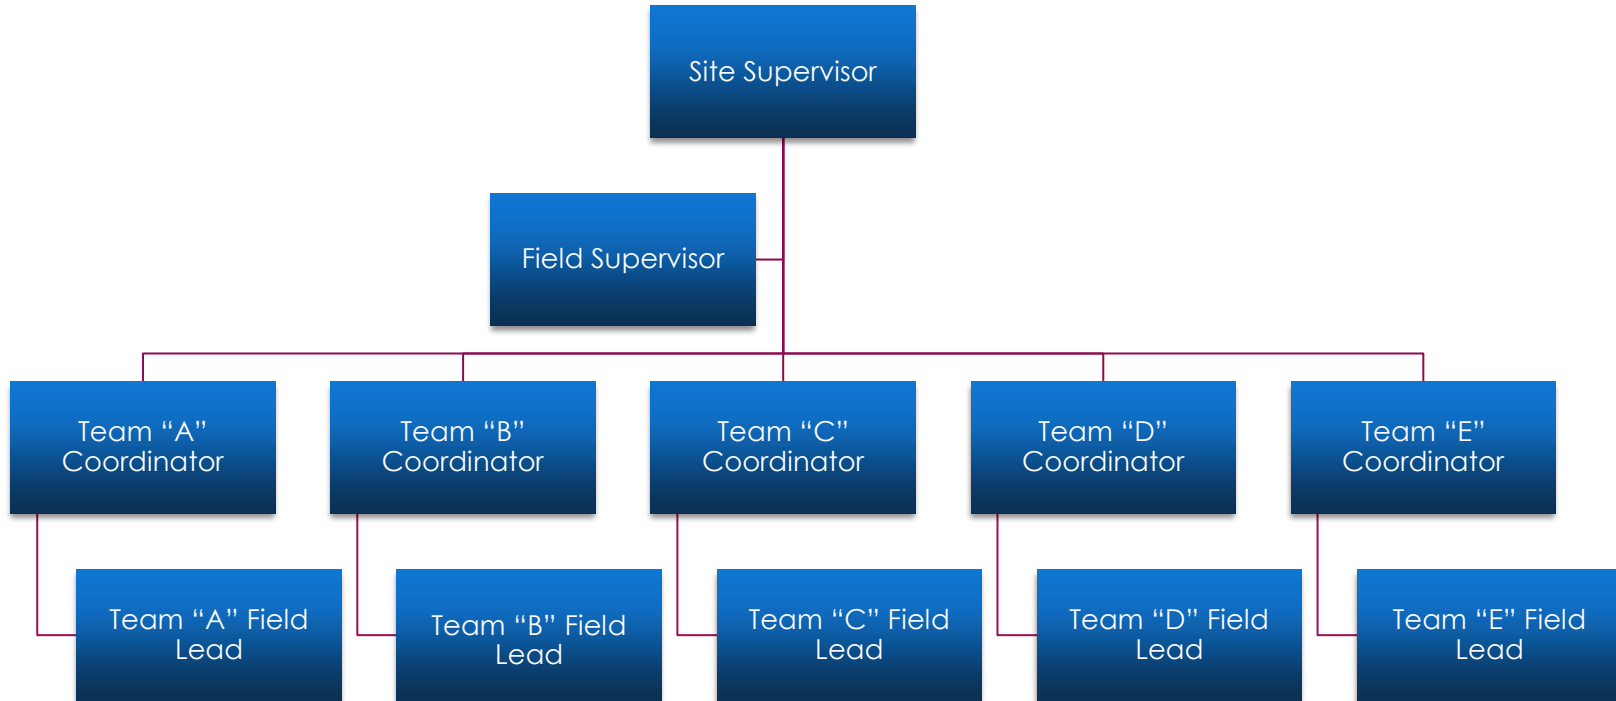 Site Supervisor
Field Supervisor
Team “A”
Coordinator
Team “B”
Coordinator
Team “C”
Coordinator
Team “D”
Coordinator
Team “E”
Coordinator
Team “A” Field
Lead
Team “B” Field
Lead
Team “C” Field
Lead
Team “D” Field
Lead
Team “E” Field
Lead